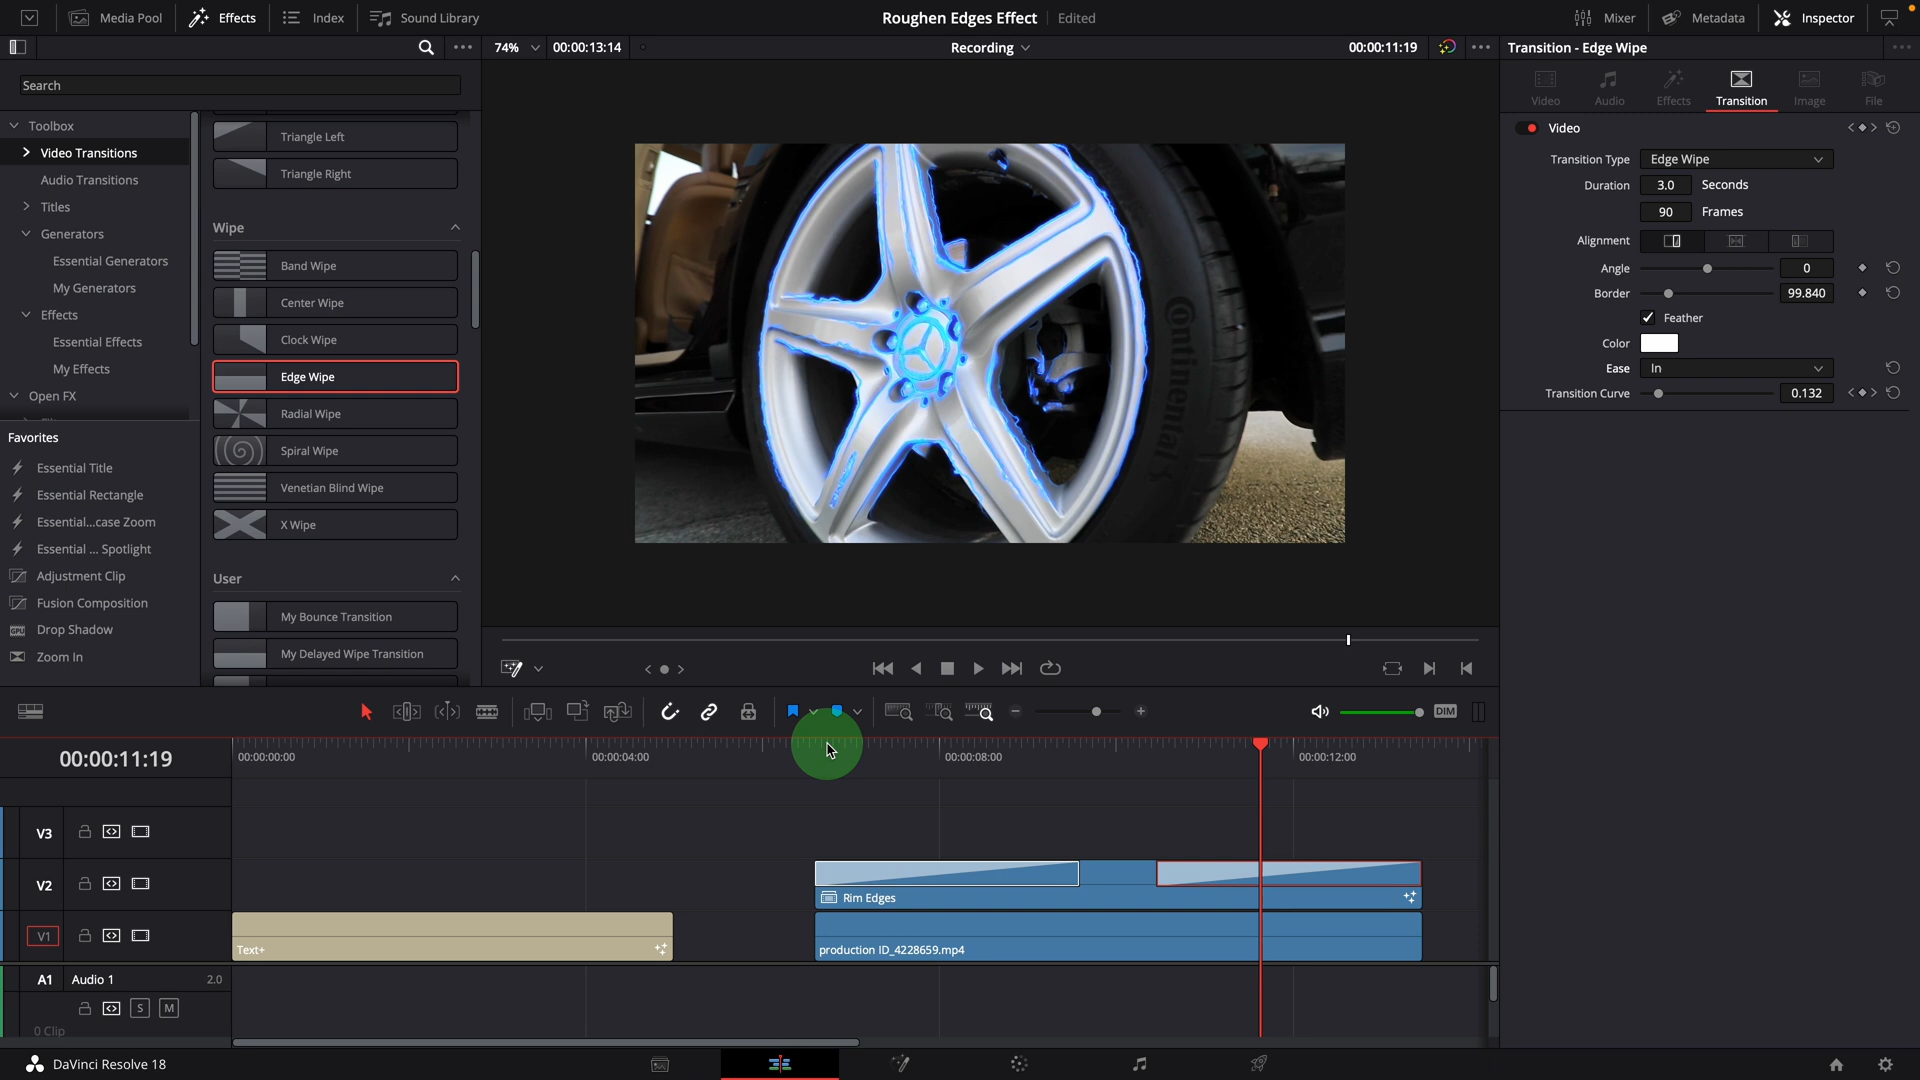 Media Pool
Effects
Index
Sound Library
Roughen Edges Effect
Edited
Mixer
Metadata
Inspector
74%
00:00:13:14
Recording
00:00:11:19
Transition - Edge Wipe
Search
Video
Audio
Effects
Transition
Image
File
Toolbox
Video Transitions
Audio Transitions
Titles
Generators
Essential Generators
My Generators
Effects
Essential Effects
My Effects
Open FX
Favorites
Essential Title
Essential Rectangle
Essential...case Zoom
Essential ... Spotlight
Adjustment Clip
Fusion Composition
Drop Shadow
Zoom In
Triangle Left
Triangle Right
Wipe
Band Wipe
Center Wipe
Clock Wipe
Edge Wipe
Radial Wipe
Spiral Wipe
Venetian Blind Wipe
X Wipe
User
My Bounce Transition
My Delayed Wipe Transition
Continental
Video
Transition Type Edge Wipe
Duration 3.0 Seconds
90 Frames
Alignment
Angle 0
Border 99.840
Feather
Color
Ease In
Transition Curve 0.132
DIM
00:00:11:19
00:00:00:00
00:00:04:00
00:00:08:00
00:00:12:00
V3
V2
Rim Edges
V1
Text+
production ID_4228659.mp4
A1 Audio 1 2.0
S M
0 Clip
DaVinci Resolve 18